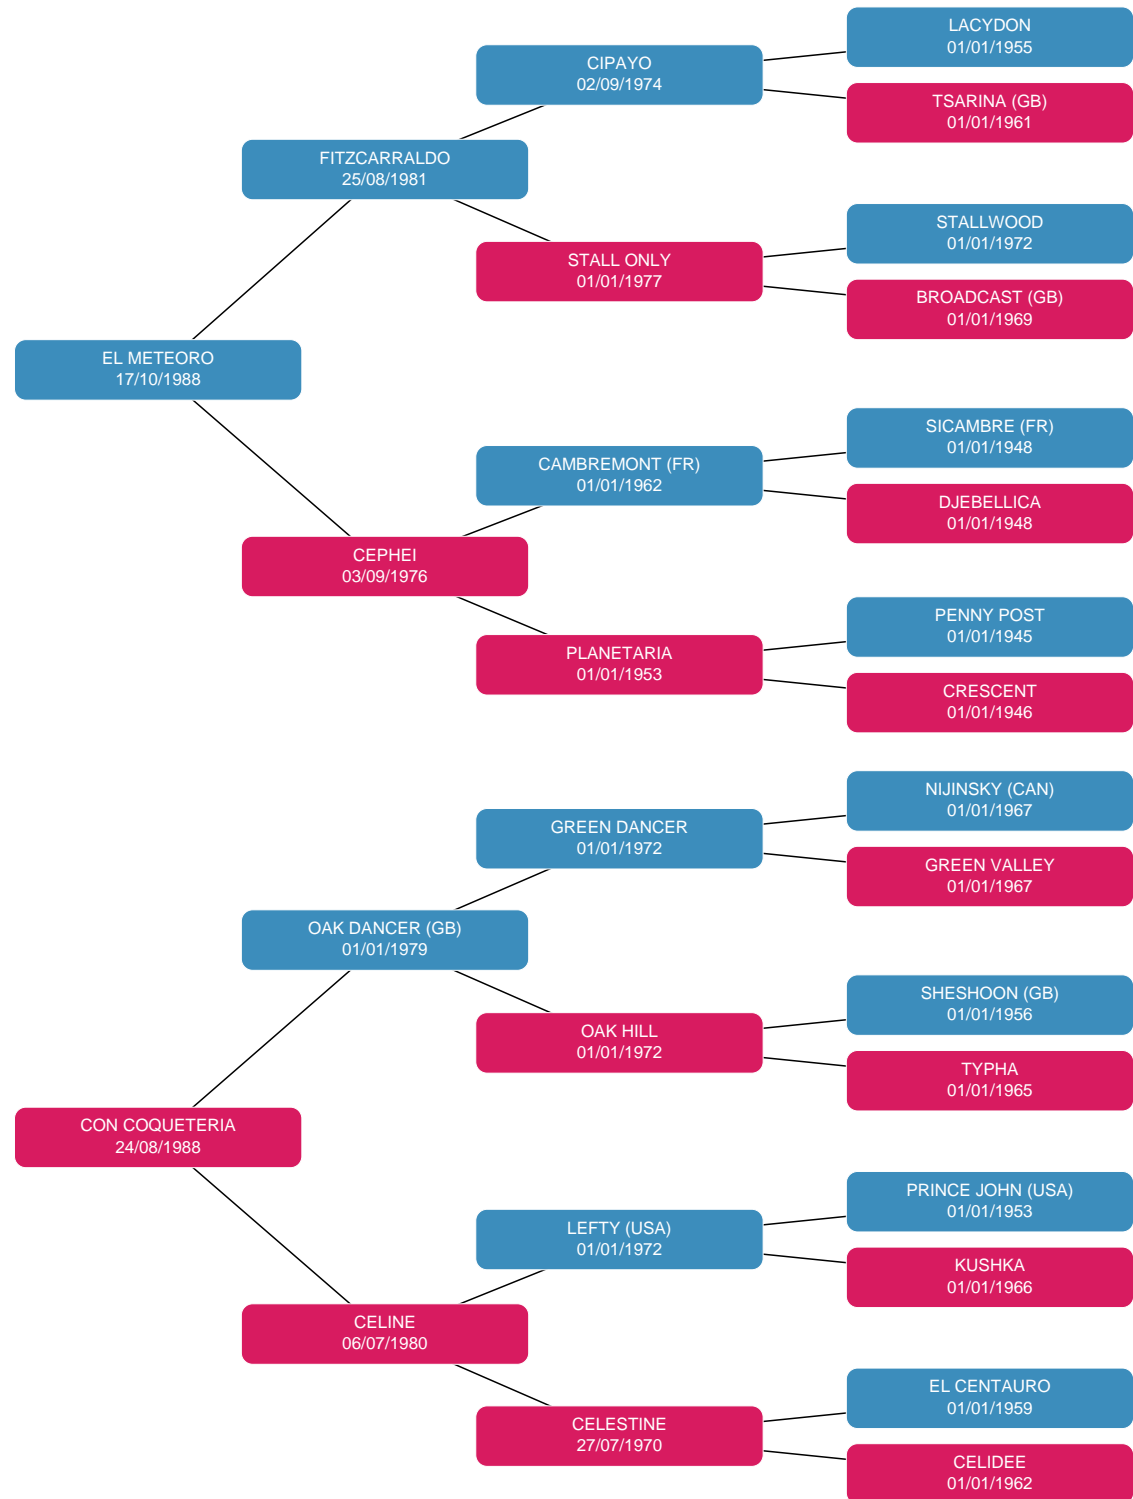 LACYDON
01/01/1955
CIPAYO
02/09/1974
TSARINA (GB)
01/01/1961
FITZCARRALDO
25/08/1981
STALLWOOD
01/01/1972
STALL ONLY
01/01/1977
BROADCAST (GB)
01/01/1969
EL METEORO
17/10/1988
SICAMBRE (FR)
01/01/1948
CAMBREMONT (FR)
01/01/1962
DJEBELLICA
01/01/1948
CEPHEI
03/09/1976
PENNY POST
01/01/1945
PLANETARIA
01/01/1953
CRESCENT
01/01/1946
NIJINSKY (CAN)
01/01/1967
GREEN DANCER
01/01/1972
GREEN VALLEY
01/01/1967
OAK DANCER (GB)
01/01/1979
SHESHOON (GB)
01/01/1956
OAK HILL
01/01/1972
TYPHA
01/01/1965
CON COQUETERIA
24/08/1988
PRINCE JOHN (USA)
01/01/1953
LEFTY (USA)
01/01/1972
KUSHKA
01/01/1966
CELINE
06/07/1980
EL CENTAURO
01/01/1959
CELESTINE
27/07/1970
CELIDEE
01/01/1962